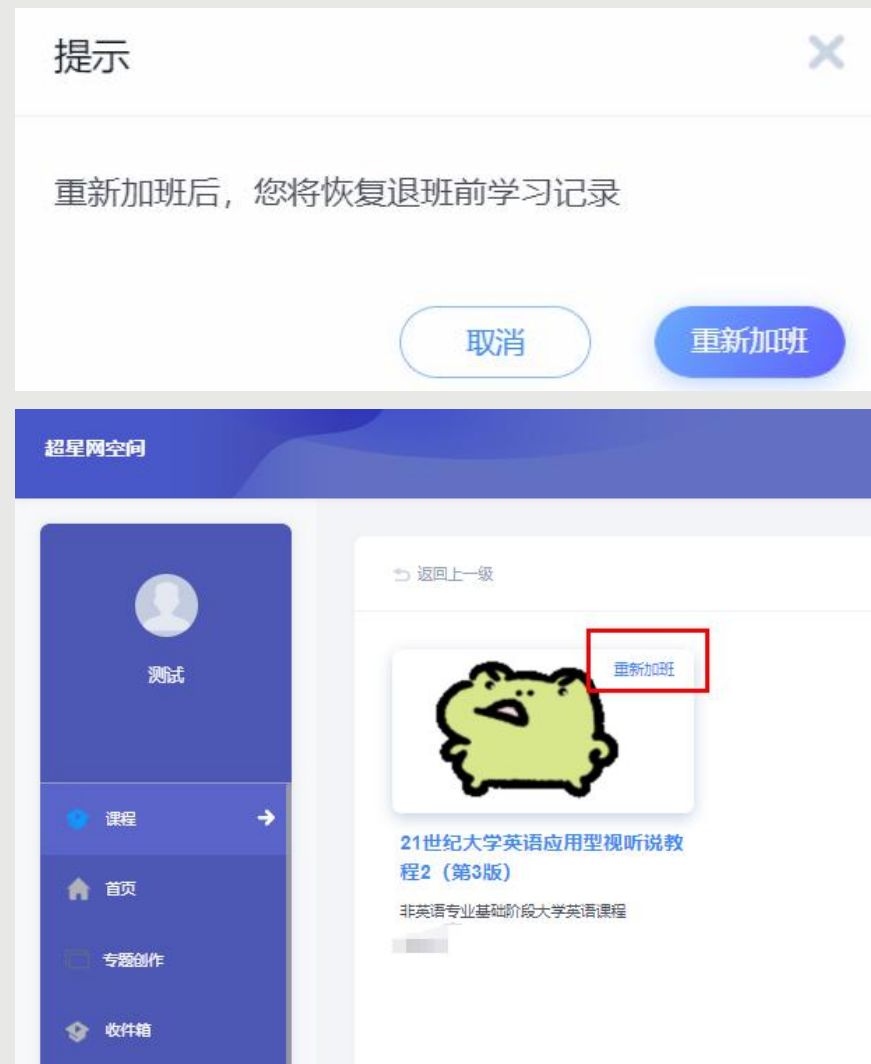 提示
重新加班后，您将恢复退班前学习记录
取消
重新加班
超星网空间
返回上一级
测试
重新加班
课程
21世纪大学英语应用型视听说教
程2（第3版）
首页
非英语专业基础阶段大学英语课程
专题创作
收件箱